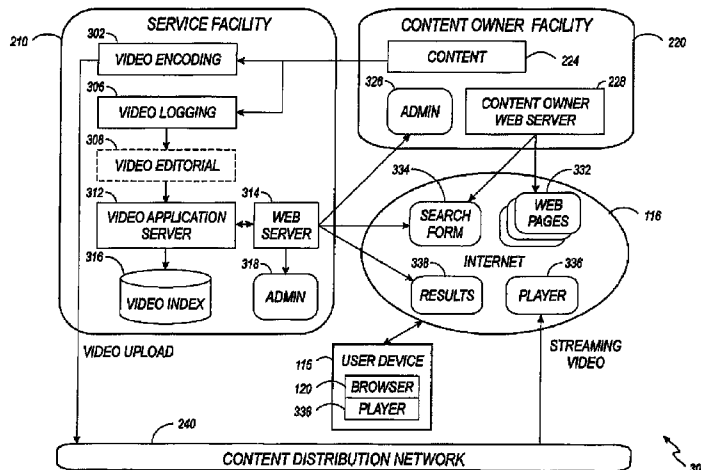 SERVICE FACILITY
CONTENT OWNER FACILITY
210
220
302
VIDEO ENCODING
CONTENT
224
306
VIDEO LOGGING
326
ADMIN
228
CONTENT OWNER
WEB SERVER
308
VIDEO EDITORIAL
334
332
312
VIDEO APPLICATION
SERVER
314
WEB
SERVER
SEARCH
FORM
WEB
PAGES
116
INTERNET
316
VIDEO INDEX
318
ADMIN
338
RESULTS
336
PLAYER
VIDEO UPLOAD
115
USER DEVICE
120
BROWSER
336
PLAYER
STREAMING
VIDEO
240
CONTENT DISTRIBUTION NETWORK